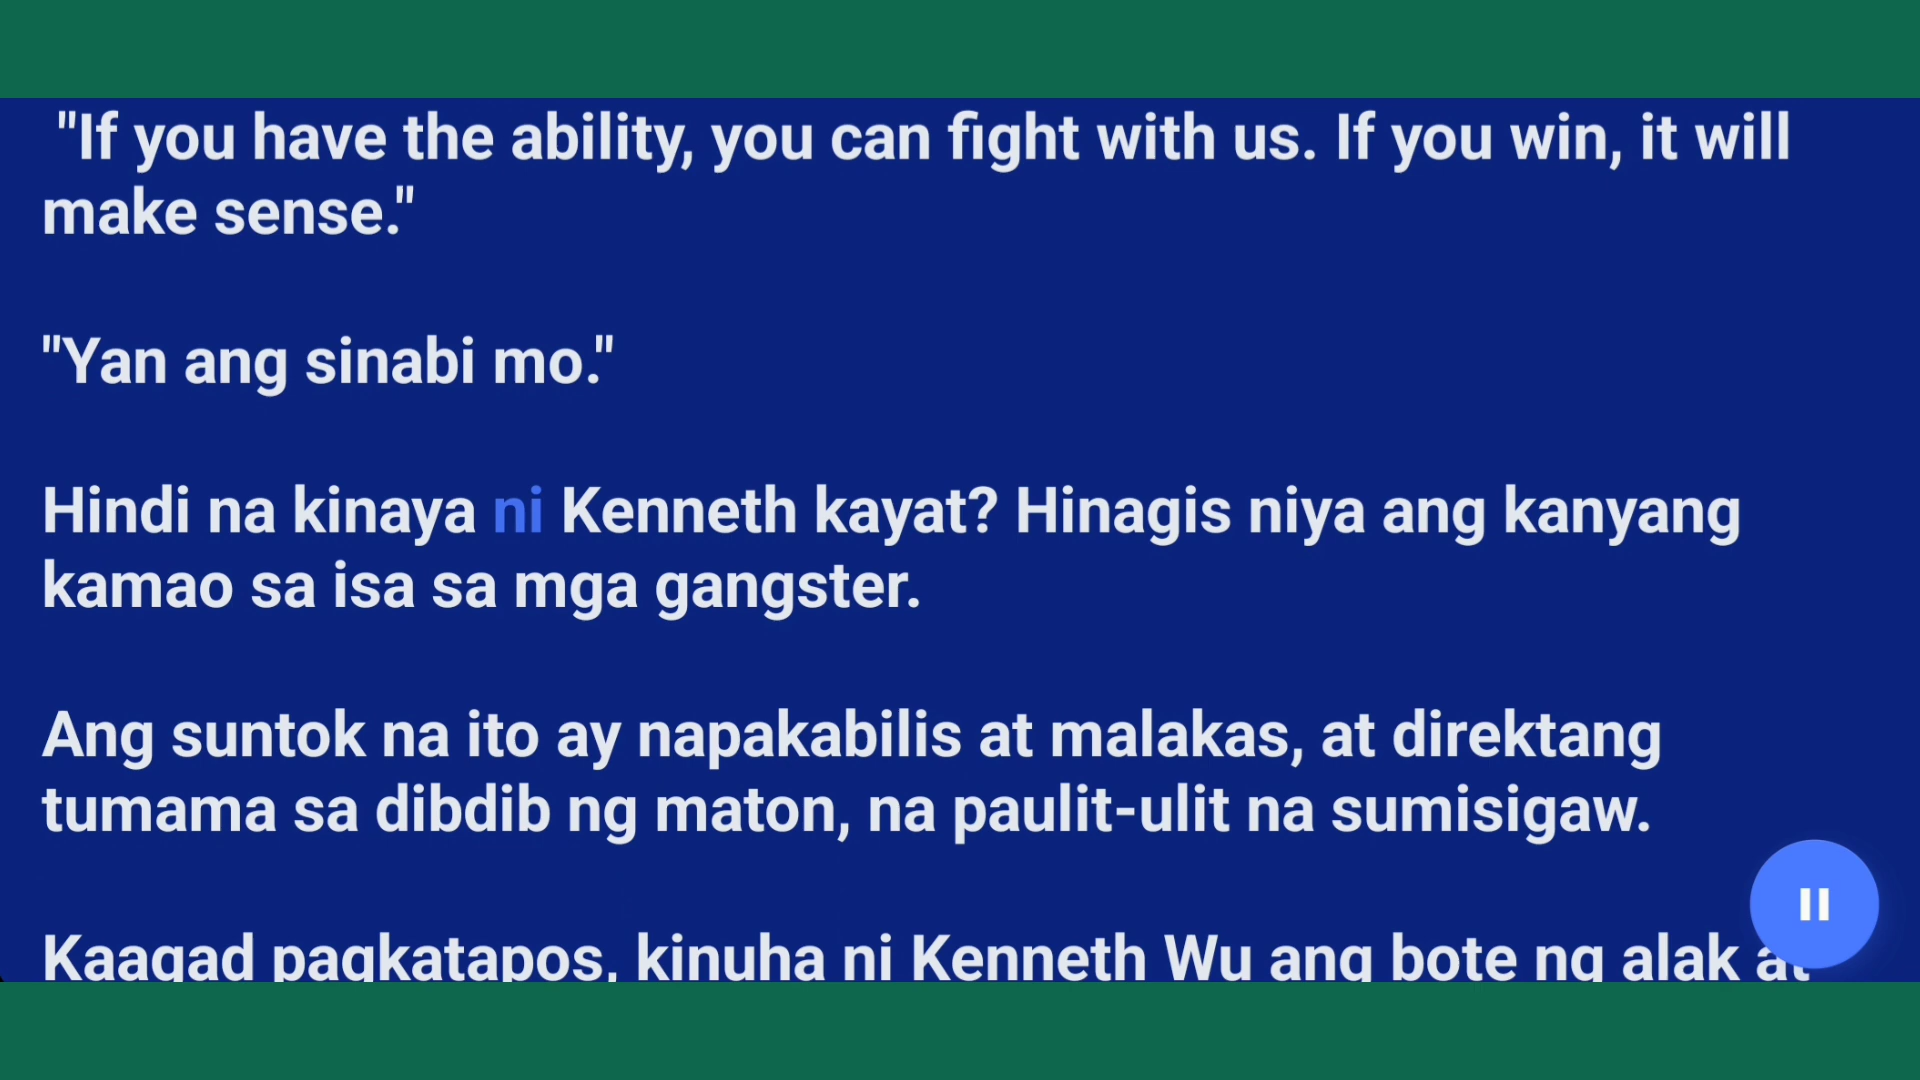 "If you have the ability, you can fight with us. If you win, it will
make sense."
"Yan ang sinabi mo."
Hindi na kinaya ni Kenneth kayat? Hinagis niya ang kanyang
kamao sa isa sa mga gangster.
Ang suntok na ito ay napakabilis at malakas, at direktang
tumama sa dibdib ng maton, na paulit-ulit na sumisigaw.
Kaagad pagkatapos, kinuha ni Kenneth Wu ang bote ng alak at